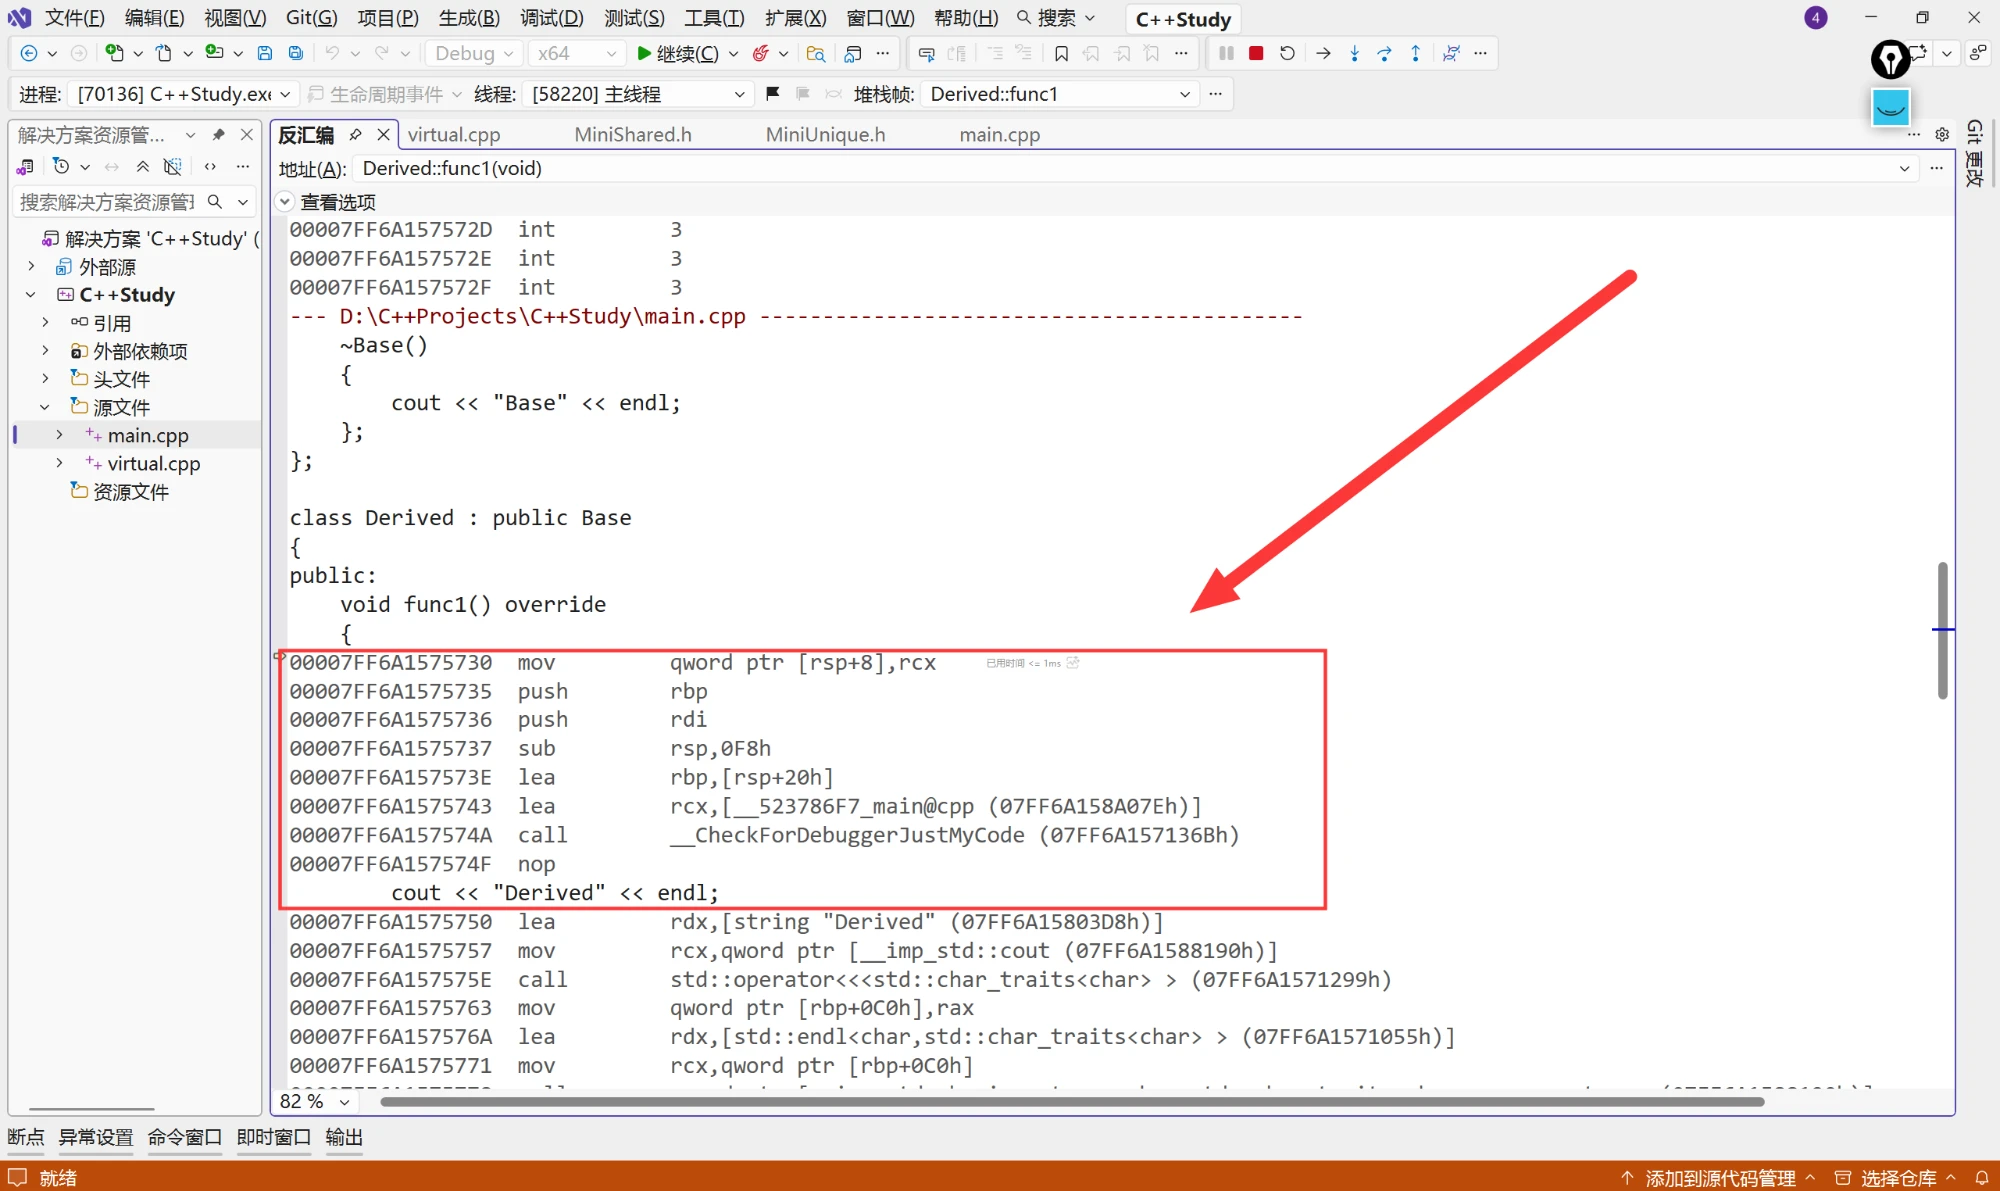 文件(F) 编辑(E) 视图(V) Git(G) 项目(P) 生成(B) 调试(D) 测试(S) 工具(T) 扩展(X) 窗口(W) 帮助(H) 搜索 C++Study 4
Debug x64 继续(C)
进程: [70136] C++Study.exe 生命周期事件 线程: [58220] 主线程 堆栈帧: Derived::func1
解决方案资源管...
搜索解决方案资源管理
解决方案 'C++Study' (
外部源
C++Study
引用
外部依赖项
头文件
源文件
main.cpp
virtual.cpp
资源文件
反汇编 virtual.cpp MiniShared.h MiniUnique.h main.cpp
地址(A): Derived::func1(void)
查看选项
00007FF6A157572D int 3
00007FF6A157572E int 3
00007FF6A157572F int 3
--- D:\C++Projects\C++Study\main.cpp -------------------------------------------
~Base()
{
cout << "Base" << endl;
};
};
class Derived : public Base
{
public:
void func1() override
{
00007FF6A1575730 mov qword ptr [rsp+8],rcx 已用时间 <= 1ms
00007FF6A1575735 push rbp
00007FF6A1575736 push rdi
00007FF6A1575737 sub rsp,0F8h
00007FF6A157573E lea rbp,[rsp+20h]
00007FF6A1575743 lea rcx,[__523786F7_main@cpp (07FF6A158A07Eh)]
00007FF6A157574A call __CheckForDebuggerJustMyCode (07FF6A157136Bh)
00007FF6A157574F nop
cout << "Derived" << endl;
00007FF6A1575750 lea rdx,[string "Derived" (07FF6A15803D8h)]
00007FF6A1575757 mov rcx,qword ptr [__imp_std::cout (07FF6A1588190h)]
00007FF6A157575E call std::operator<<<std::char_traits<char> > (07FF6A1571299h)
00007FF6A1575763 mov qword ptr [rbp+0C0h],rax
00007FF6A157576A lea rdx,[std::endl<char,std::char_traits<char> > (07FF6A1571055h)]
00007FF6A1575771 mov rcx,qword ptr [rbp+0C0h]
82 %
Git 更改
断点 异常设置 命令窗口 即时窗口 输出
就绪 添加到源代码管理 选择仓库